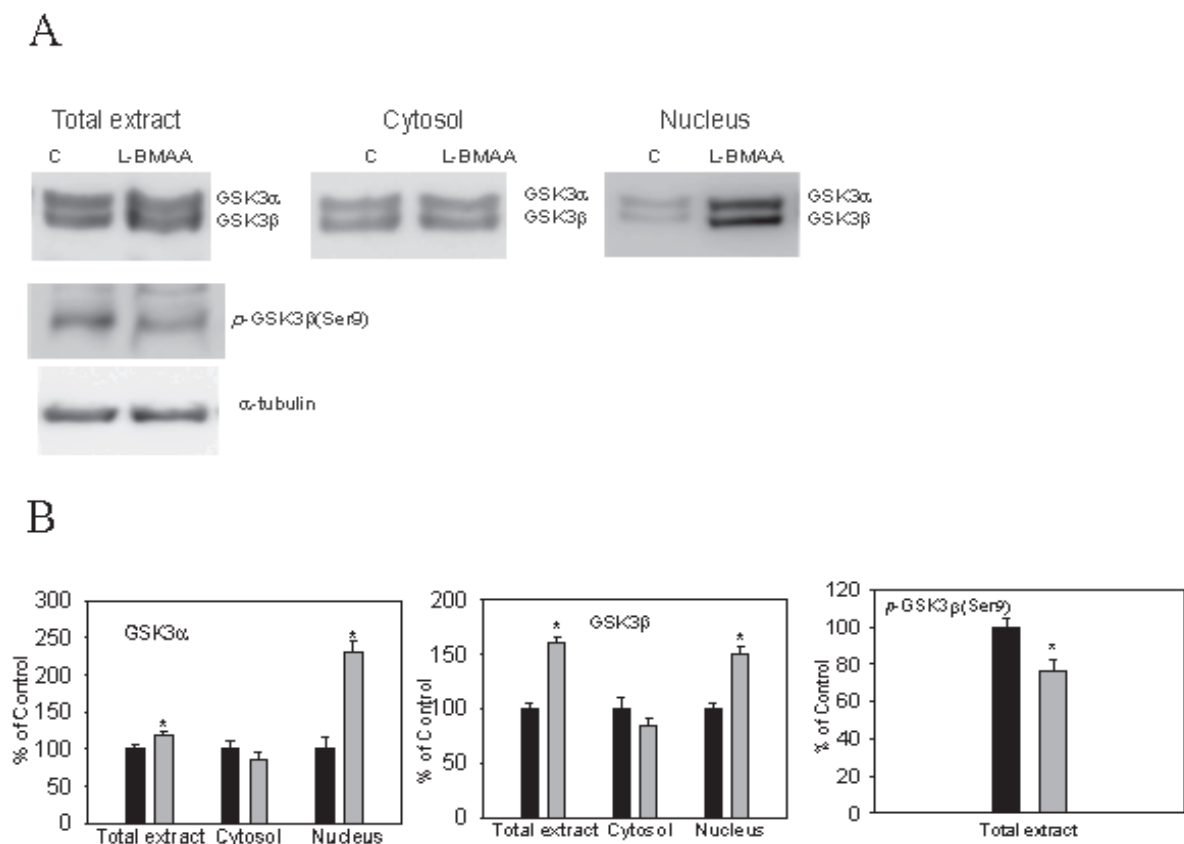 A
Total extract Cytosol Nucleus
C L-BMAA C L-BMAA C L-BMAA
GSK3α GSK3α GSK3α
GSK3β GSK3β GSK3β
p-GSK3β(Ser9)
α-tubulin
B
300
250
200
150
100
50
0
% of Control
GSK3α
*
*
Total extract Cytosol Nucleus
200
150
100
50
0
% of Control
GSK3β
*
*
Total extract Cytosol Nucleus
120
100
80
60
40
20
0
% of Control
p-GSK3β(Ser9)
*
Total extract